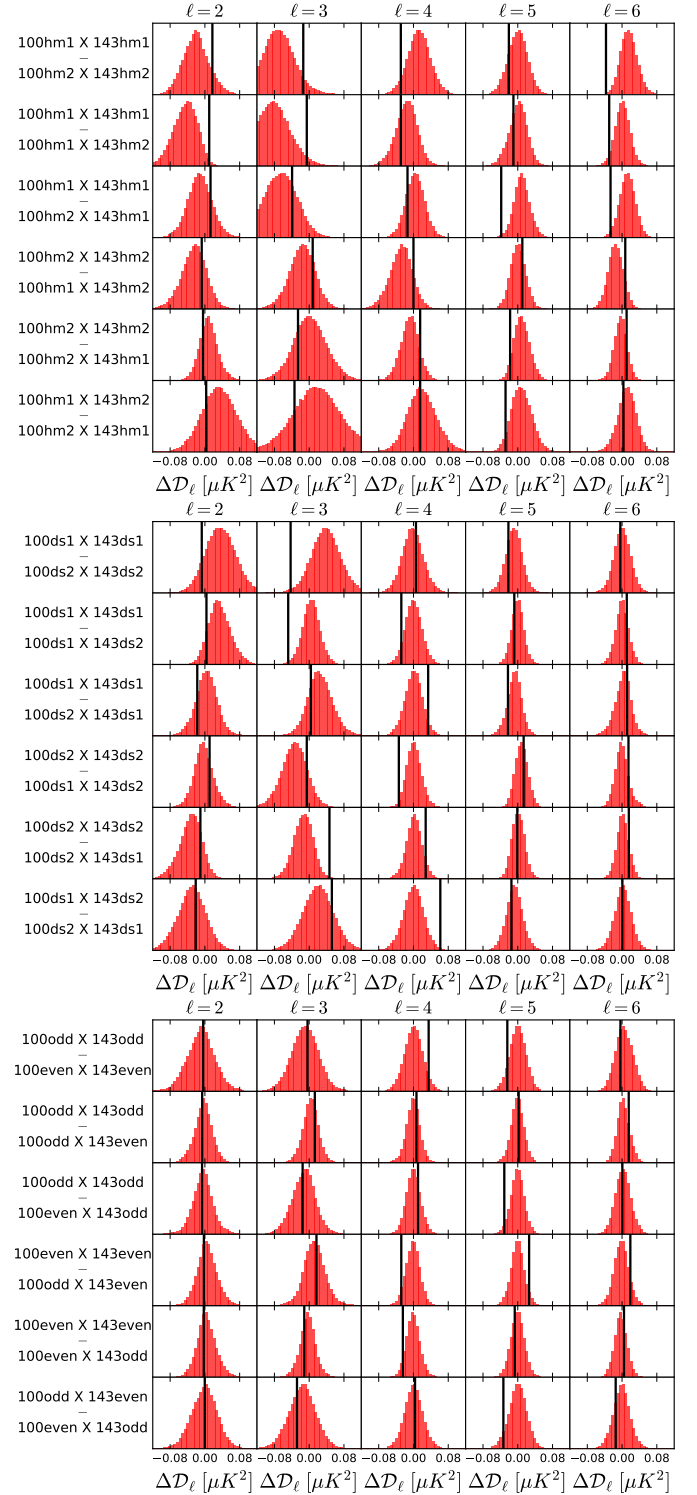 ℓ = 2 ℓ = 3 ℓ = 4 ℓ = 5 ℓ = 6
100hm1 X 143hm1
−
100hm2 X 143hm2
100hm1 X 143hm1
−
100hm1 X 143hm2
100hm1 X 143hm1
−
100hm2 X 143hm1
100hm2 X 143hm2
−
100hm1 X 143hm2
100hm2 X 143hm2
−
100hm2 X 143hm1
100hm1 X 143hm2
−
100hm2 X 143hm1
−0.08 0.00 0.08 −0.08 0.00 0.08 −0.08 0.00 0.08 −0.08 0.00 0.08 −0.08 0.00 0.08
Δ𝒟ℓ [μK²] Δ𝒟ℓ [μK²] Δ𝒟ℓ [μK²] Δ𝒟ℓ [μK²] Δ𝒟ℓ [μK²]
ℓ = 2 ℓ = 3 ℓ = 4 ℓ = 5 ℓ = 6
100ds1 X 143ds1
−
100ds2 X 143ds2
100ds1 X 143ds1
−
100ds1 X 143ds2
100ds1 X 143ds1
−
100ds2 X 143ds1
100ds2 X 143ds2
−
100ds1 X 143ds2
100ds2 X 143ds2
−
100ds2 X 143ds1
100ds1 X 143ds2
−
100ds2 X 143ds1
−0.08 0.00 0.08 −0.08 0.00 0.08 −0.08 0.00 0.08 −0.08 0.00 0.08 −0.08 0.00 0.08
Δ𝒟ℓ [μK²] Δ𝒟ℓ [μK²] Δ𝒟ℓ [μK²] Δ𝒟ℓ [μK²] Δ𝒟ℓ [μK²]
ℓ = 2 ℓ = 3 ℓ = 4 ℓ = 5 ℓ = 6
100odd X 143odd
−
100even X 143even
100odd X 143odd
−
100odd X 143even
100odd X 143odd
−
100even X 143odd
100even X 143even
−
100odd X 143even
100even X 143even
−
100even X 143odd
100odd X 143even
−
100even X 143odd
−0.08 0.00 0.08 −0.08 0.00 0.08 −0.08 0.00 0.08 −0.08 0.00 0.08 −0.08 0.00 0.08
Δ𝒟ℓ [μK²] Δ𝒟ℓ [μK²] Δ𝒟ℓ [μK²] Δ𝒟ℓ [μK²] Δ𝒟ℓ [μK²]